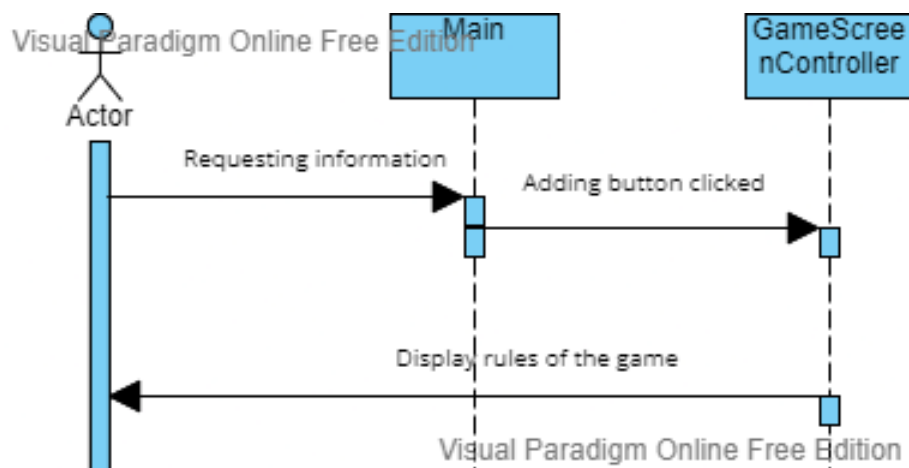 Visual Paradigm Online Free Edition
Main
GameScree
nController
Actor
Requesting information
Adding button clicked
Display rules of the game
Visual Paradigm Online Free Edition